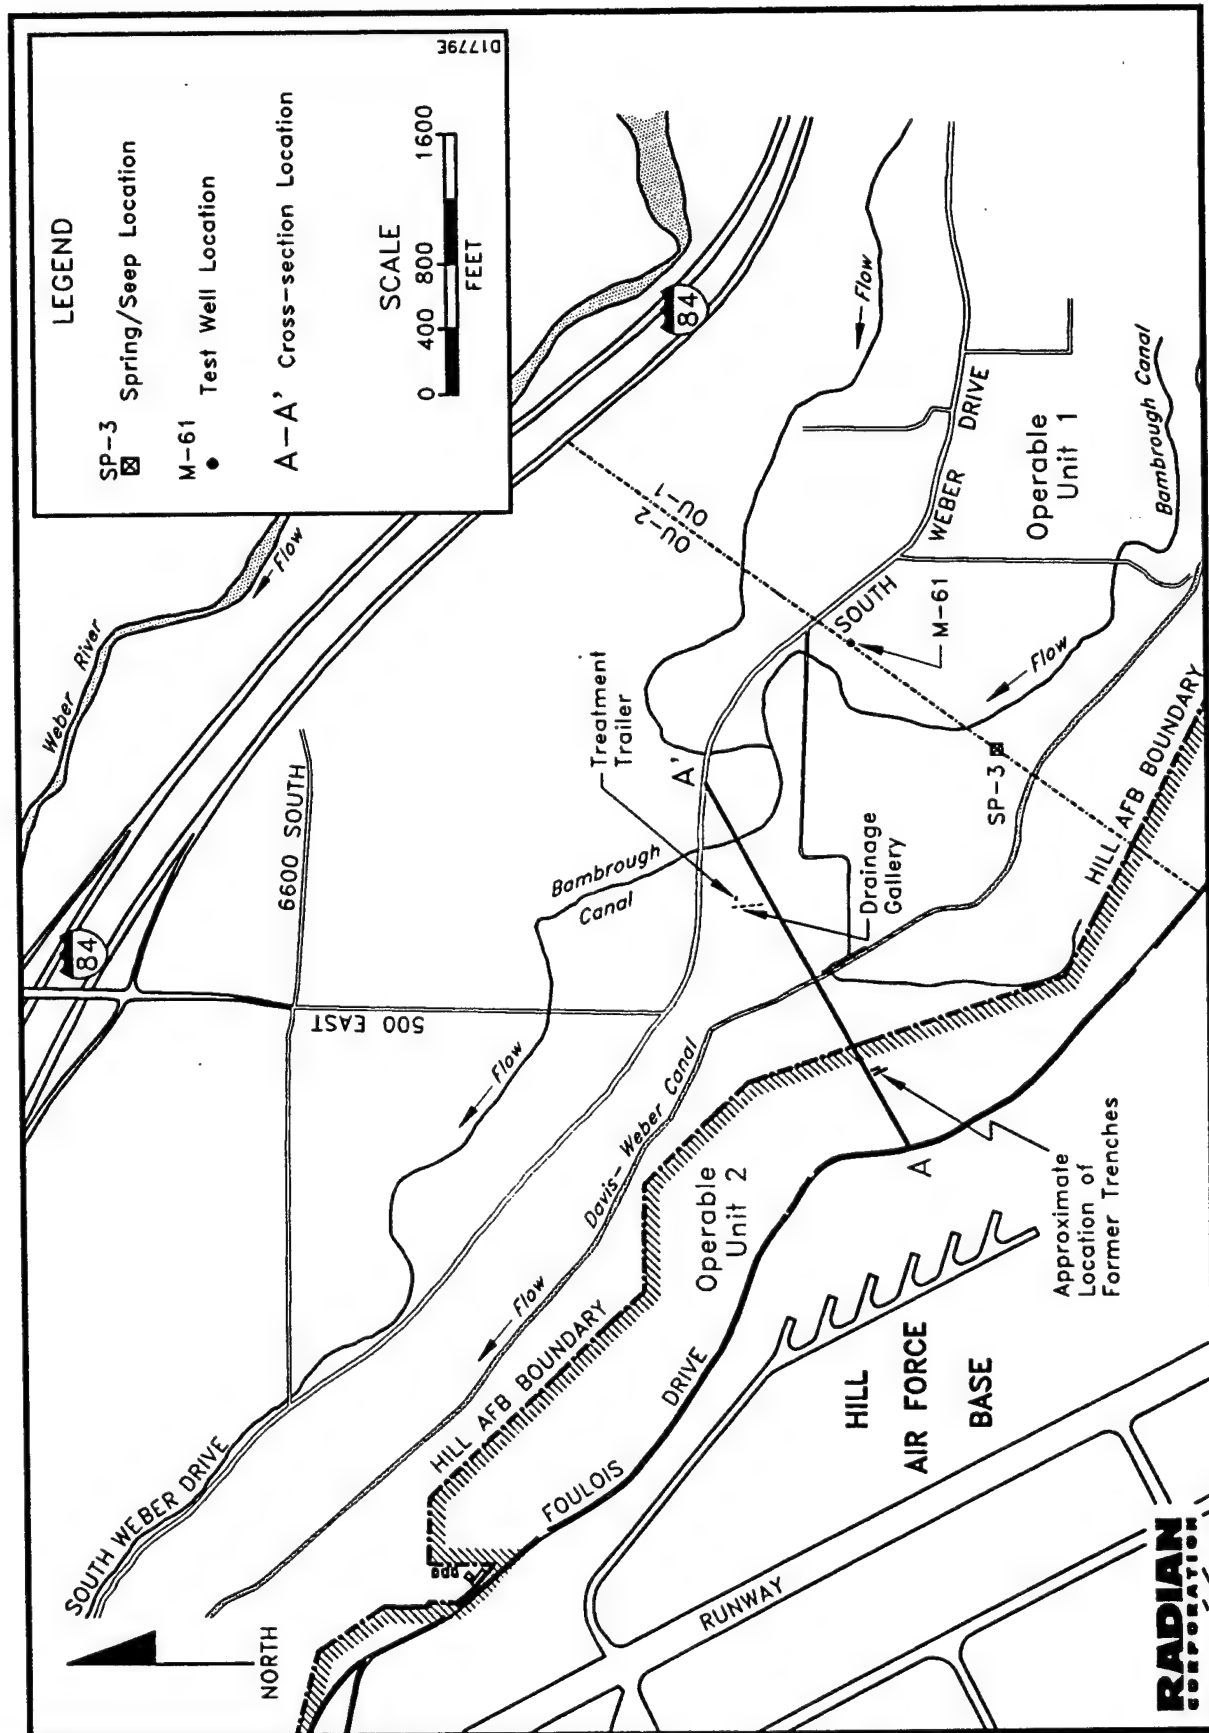 LEGEND
SP-3 Spring/Seep Location
M-61 Test Well Location
A-A' Cross-section Location
SCALE
0 400 800 1600
FEET
D1779E
SOUTH WEBER DRIVE
NORTH
Weber River
Flow
84
84
6600 SOUTH
500 EAST
Flow
Bambrough
Canal
Treatment
Trailer
A'
OU-2
OU-1
Flow
SOUTH
WEBER
DRIVE
Operable
Unit 1
Bambrough Canal
M-61
Flow
SP-3
Drainage
Gallery
HILL AFB BOUNDARY
Davis-Weber Canal
Flow
HILL AFB BOUNDARY
Operable
Unit 2
A
FOULOIS
DRIVE
Approximate
Location of
Former Trenches
HILL
AIR FORCE
BASE
RUNWAY
RADIAN
CORPORATION